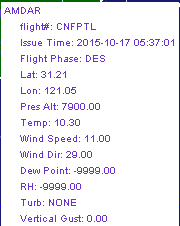 AMDAR
flight#: CNFPTL
Issue Time: 2015-10-17 05:37:01
Flight Phase: DES
Lat: 31.21
Lon: 121.05
Pres Alt: 7900.00
Temp: 10.30
Wind Speed: 11.00
Wind Dir: 29.00
Dew Point: -9999.00
RH: -9999.00
Turb: NONE
Vertical Gust: 0.00